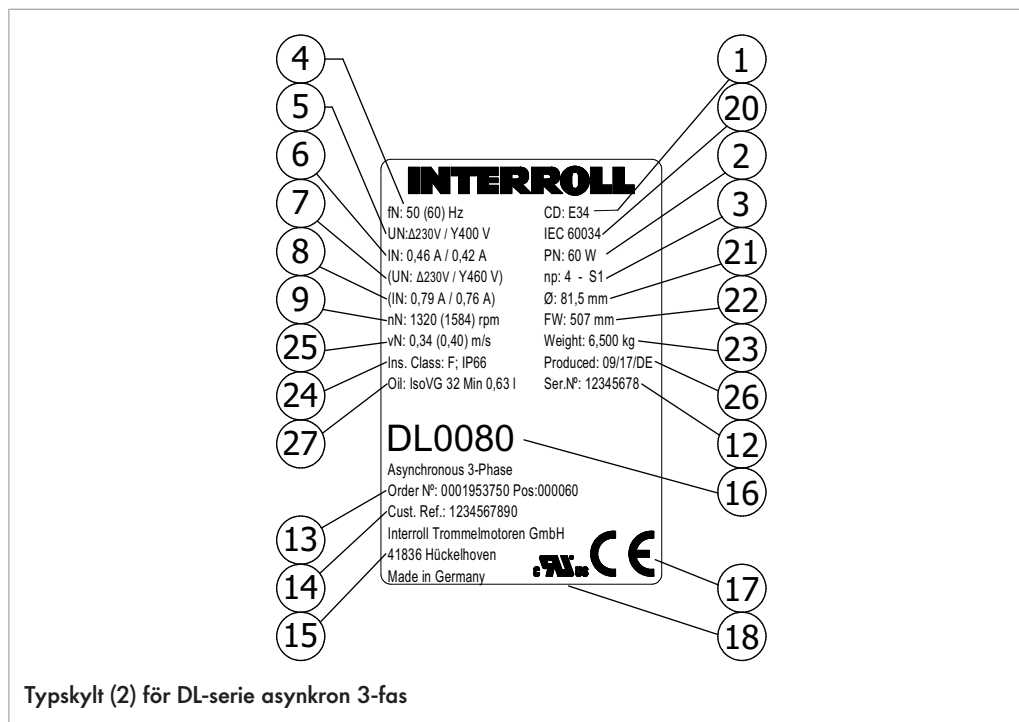 4
5
6
7
8
9
25
24
27
13
14
15
1
20
2
3
21
22
23
26
12
16
17
18
INTERROLL
fN: 50 (60) Hz
UN:Δ230V / Y400 V
IN: 0,46 A / 0,42 A
(UN: Δ230V / Y460 V)
(IN: 0,79 A / 0,76 A)
nN: 1320 (1584) rpm
vN: 0,34 (0,40) m/s
Ins. Class: F; IP66
Oil: IsoVG 32 Min 0,63 l
CD: E34
IEC 60034
PN: 60 W
np: 4 - S1
Ø: 81,5 mm
FW: 507 mm
Weight: 6,500 kg
Produced: 09/17/DE
Ser.Nº: 12345678
DL0080
Asynchronous 3-Phase
Order Nº: 0001953750 Pos:000060
Cust. Ref.: 1234567890
Interroll Trommelmotoren GmbH
41836 Hückelhoven
Made in Germany
c RU US CE
Typskylt (2) för DL-serie asynkron 3-fas